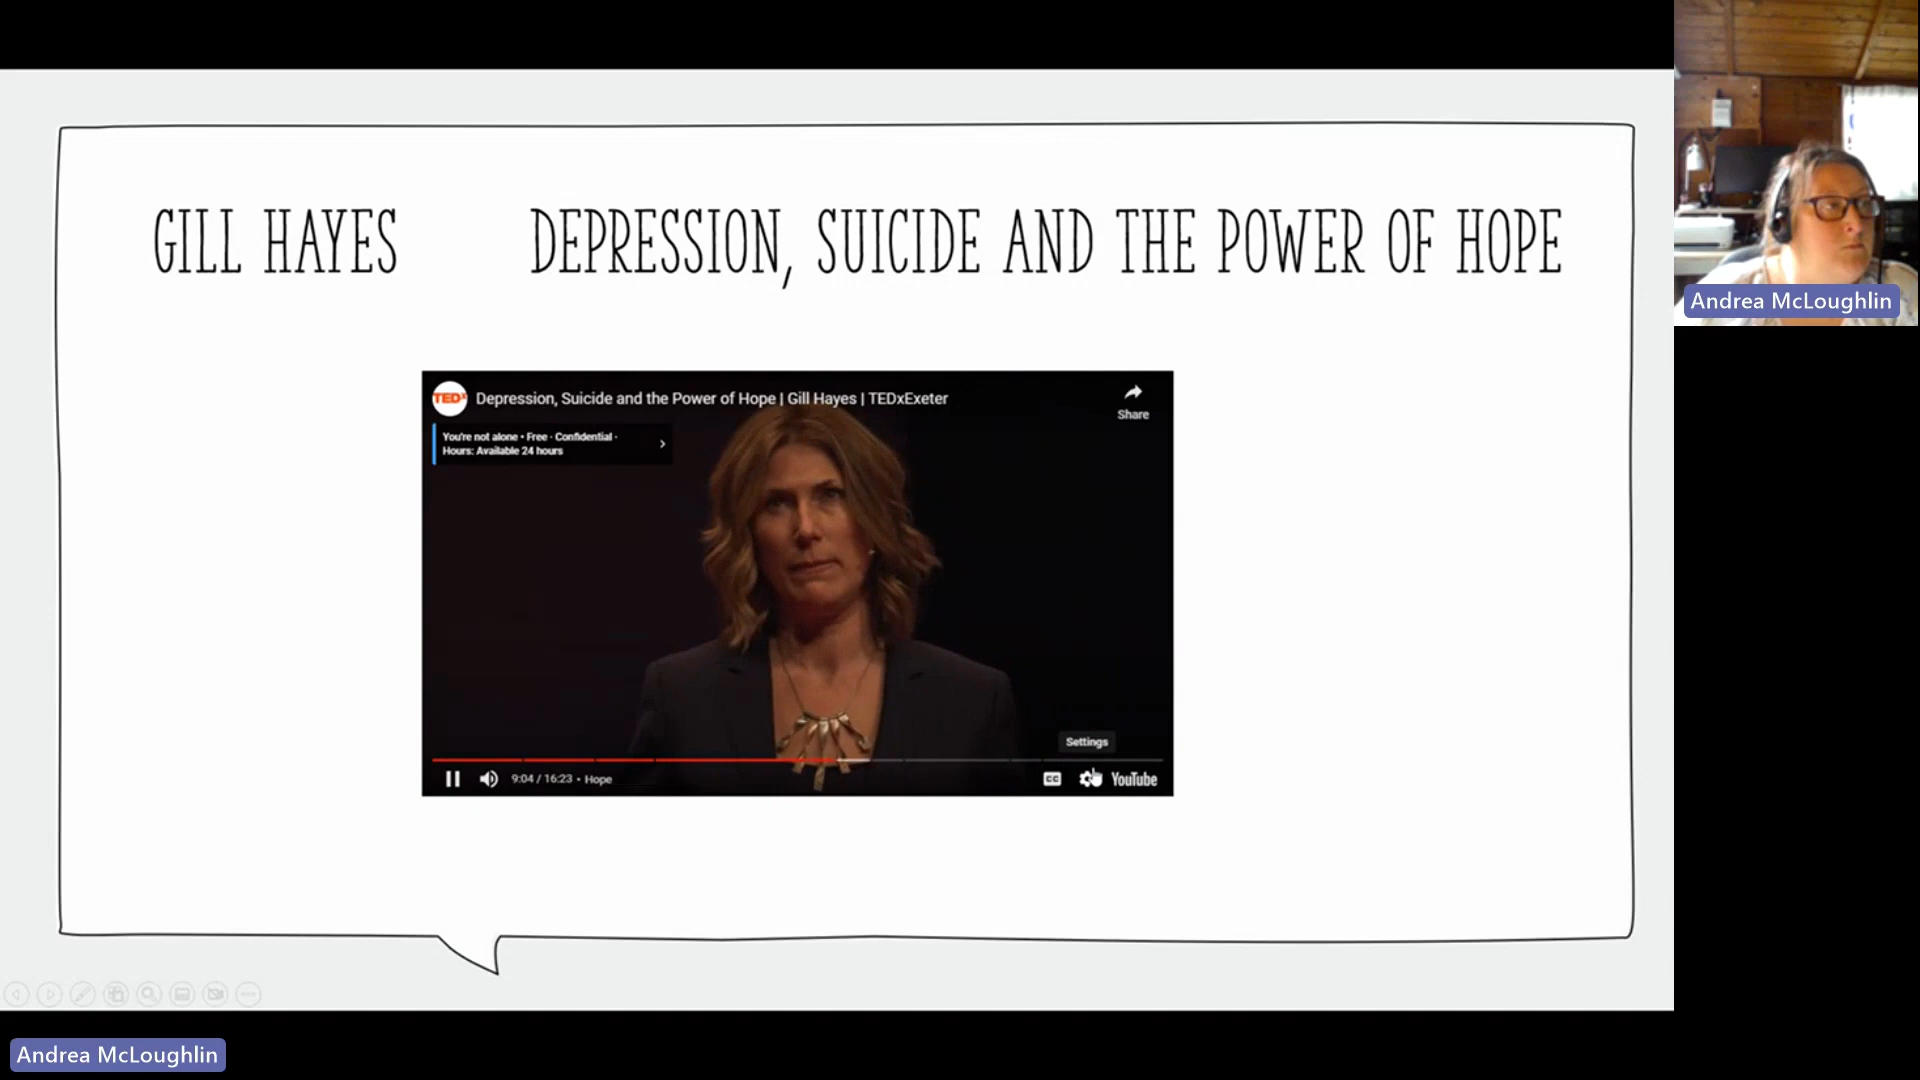 GILL HAYES DEPRESSION, SUICIDE AND THE POWER OF HOPE
TEDx
Depression, Suicide and the Power of Hope | Gill Hayes | TEDxExeter
Share
You're not alone • Free · Confidential ·
Hours: Available 24 hours
Settings
9:04 / 16:23 • Hope
CC
YouTube
Andrea McLoughlin
Andrea McLoughlin